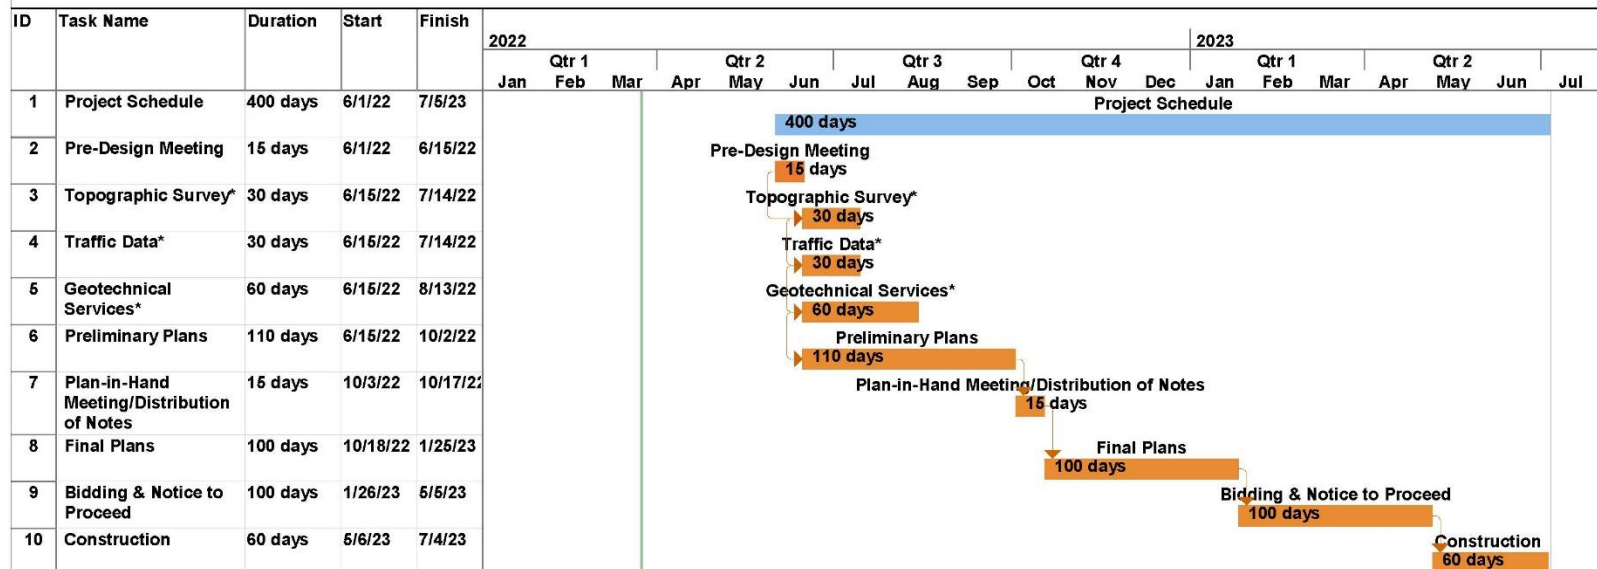 ID Task Name Duration Start Finish
2022 2023
Qtr 1 Qtr 2 Qtr 3 Qtr 4 Qtr 1 Qtr 2
Jan Feb Mar Apr May Jun Jul Aug Sep Oct Nov Dec Jan Feb Mar Apr May Jun Jul
1 Project Schedule 400 days 6/1/22 7/5/23 Project Schedule
400 days
2 Pre-Design Meeting 15 days 6/1/22 6/15/22 Pre-Design Meeting
15 days
3 Topographic Survey* 30 days 6/15/22 7/14/22 Topographic Survey*
30 days
4 Traffic Data* 30 days 6/15/22 7/14/22 Traffic Data*
30 days
5 Geotechnical 60 days 6/15/22 8/13/22 Geotechnical Services*
Services* 60 days
6 Preliminary Plans 110 days 6/15/22 10/2/22 Preliminary Plans
110 days
7 Plan-in-Hand 15 days 10/3/22 10/17/22 Plan-in-Hand Meeting/Distribution of Notes
Meeting/Distribution 15 days
of Notes
8 Final Plans 100 days 10/18/22 1/25/23 Final Plans
100 days
9 Bidding & Notice to 100 days 1/26/23 5/5/23 Bidding & Notice to Proceed
Proceed 100 days
10 Construction 60 days 5/6/23 7/4/23 Construction
60 days